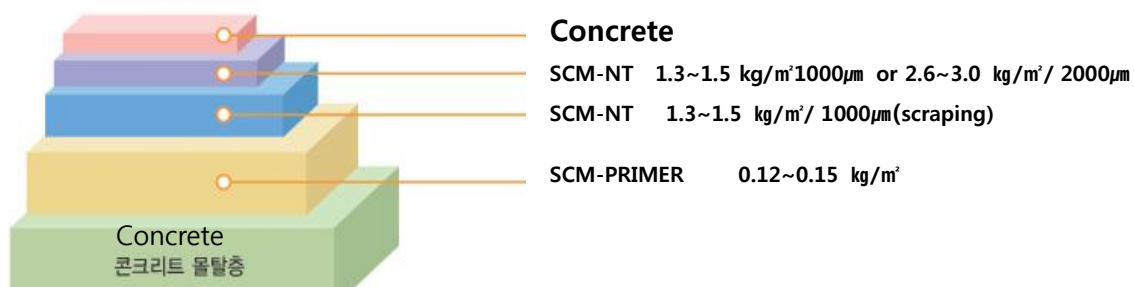 Concrete
SCM-NT 1.3~1.5 kg/㎡1000㎛ or 2.6~3.0 kg/㎡/ 2000㎛
SCM-NT 1.3~1.5 kg/㎡/ 1000㎛(scraping)
SCM-PRIMER 0.12~0.15 kg/㎡
Concrete
콘크리트 몰탈층